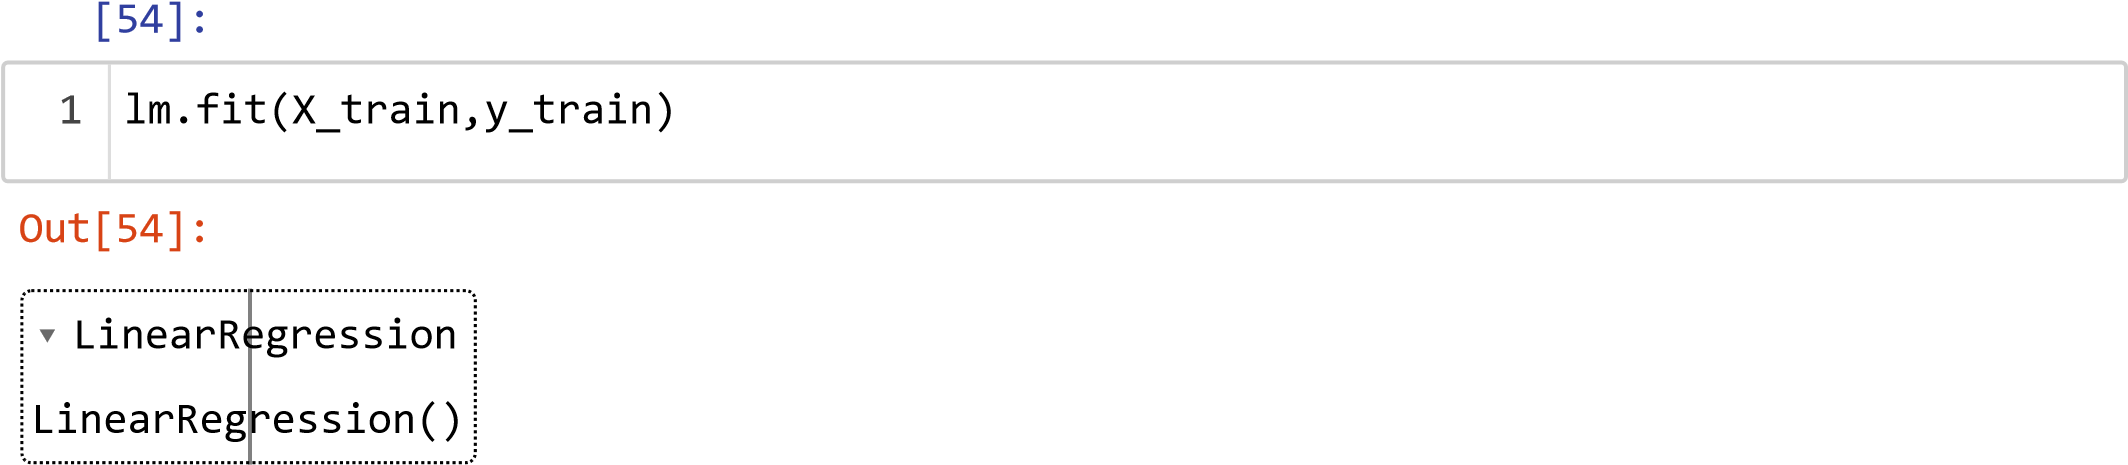 [54]:
1 lm.fit(X_train,y_train)
Out[54]:
▾ LinearRegression
LinearRegression()